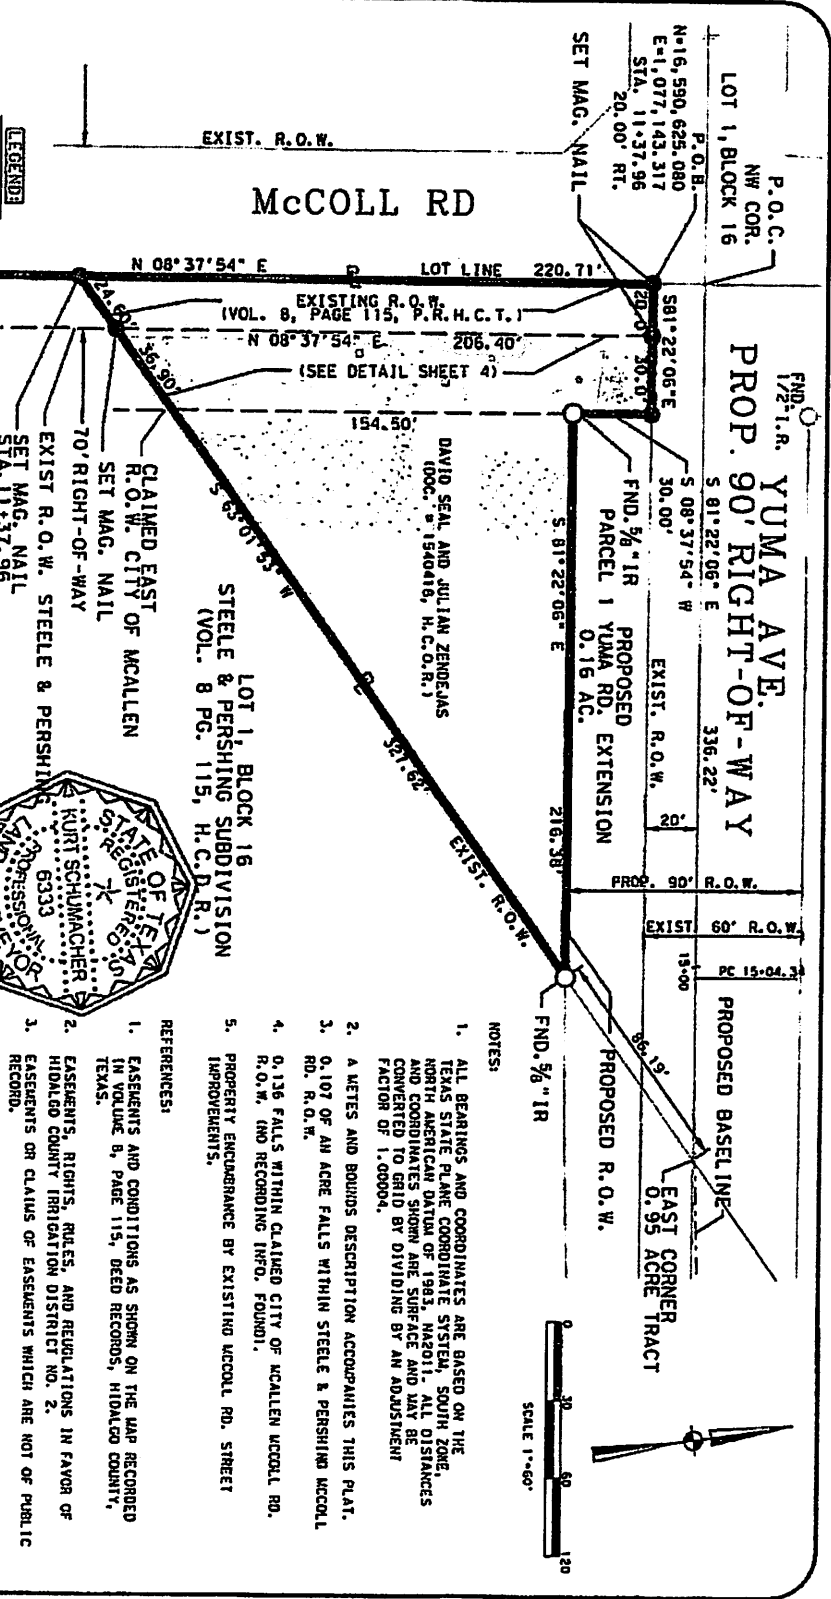 P.O.C.
NW COR.
LOT 1, BLOCK 16
P.O.B.
N=16,590,625.080
E=1,077,143.317
STA. 11+37.96
20.00' RT.
SET MAG. NAIL
EXIST. R.O.W.
McCOLL RD
LEGEND:
FND.
1/2" I.R.
YUMA AVE.
PROP. 90' RIGHT-OF-WAY
S 81°22'06" E
336.22'
S81°22'06"E
20.0'
30.0'
S 08°37'54" W
30.00'
EXIST. R.O.W.
20'
PROP. 90' R.O.W.
EXIST 60' R.O.W.
15+00
PC 15+04.3
PROPOSED BASELINE
N 08°37'54" E
LOT LINE
220.71'
EXISTING R.O.W.
(VOL. 8, PAGE 115, P.R.H.C.T.)
N 08°37'54" E
206.40'
(SEE DETAIL SHEET 4)
154.50'
24.60'
36.90'
FND. 5/8" IR
PROPOSED
PARCEL 1 YUMA RD. EXTENSION
0.16 AC.
S 81°22'06" E
216.38'
DAVID SEAL AND JULIAN ZENDEJAS
(DOC. # 1540416, H.C.O.R.)
S 63°01'53" W
327.62'
EXIST. R.O.W.
86.19'
PROPOSED R.O.W.
EAST CORNER
0.95 ACRE TRACT
FND. 5/8" IR
LOT 1, BLOCK 16
STEELE & PERSHING SUBDIVISION
(VOL. 8 PG. 115, H.C.D.R.)
CLAIMED EAST
R.O.W. CITY OF MCALLEN
SET MAG. NAIL
70' RIGHT-OF-WAY
EXIST R.O.W. STEELE & PERSHING
SET MAG. NAIL
STA. 11+37.96
STATE OF TEXAS
REGISTERED
KURT SCHUMACHER
6333
PROFESSIONAL
SCALE 1"=60'
0 30 60 120
NOTES:
1. ALL BEARINGS AND COORDINATES ARE BASED ON THE
TEXAS STATE PLANE COORDINATE SYSTEM, SOUTH ZONE,
NORTH AMERICAN DATUM OF 1983, NA2011. ALL DISTANCES
AND COORDINATES SHOWN ARE SURFACE AND MAY BE
CONVERTED TO GRID BY DIVIDING BY AN ADJUSTMENT
FACTOR OF 1.00004.
2. A METES AND BOUNDS DESCRIPTION ACCOMPANIES THIS PLAT.
3. 0.107 OF AN ACRE FALLS WITHIN STEELE & PERSHING MCCOLL
RD. R.O.W.
4. 0.136 FALLS WITHIN CLAIMED CITY OF MCALLEN MCCOLL RD.
R.O.W. (NO RECORDING INFO. FOUND).
5. PROPERTY ENCUMBRANCE BY EXISTING MCCOLL RD. STREET
IMPROVEMENTS.
REFERENCES:
1. EASEMENTS AND CONDITIONS AS SHOWN ON THE MAP RECORDED
IN VOLUME 8, PAGE 115, DEED RECORDS, HIDALGO COUNTY,
TEXAS.
2. EASEMENTS, RIGHTS, RULES, AND REGULATIONS IN FAVOR OF
HIDALGO COUNTY IRRIGATION DISTRICT NO. 2.
3. EASEMENTS OR CLAIMS OF EASEMENTS WHICH ARE NOT OF PUBLIC
RECORD.